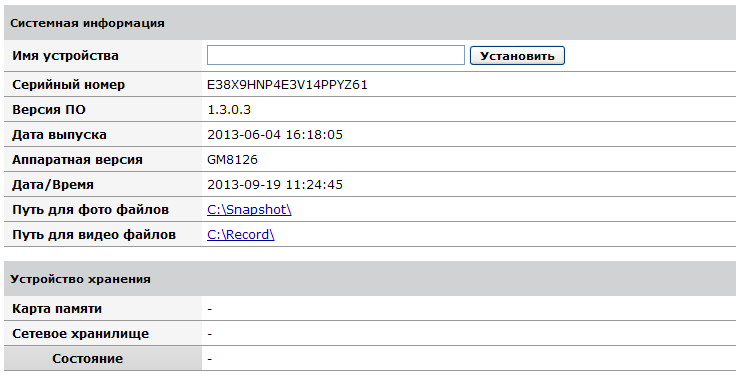 Системная информация
Имя устройства Установить
Серийный номер E38X9HNP4E3V14PPYZ61
Версия ПО 1.3.0.3
Дата выпуска 2013-06-04 16:18:05
Аппаратная версия GM8126
Дата/Время 2013-09-19 11:24:45
Путь для фото файлов C:\Snapshot\
Путь для видео файлов C:\Record\
Устройство хранения
Карта памяти -
Сетевое хранилище -
Состояние -